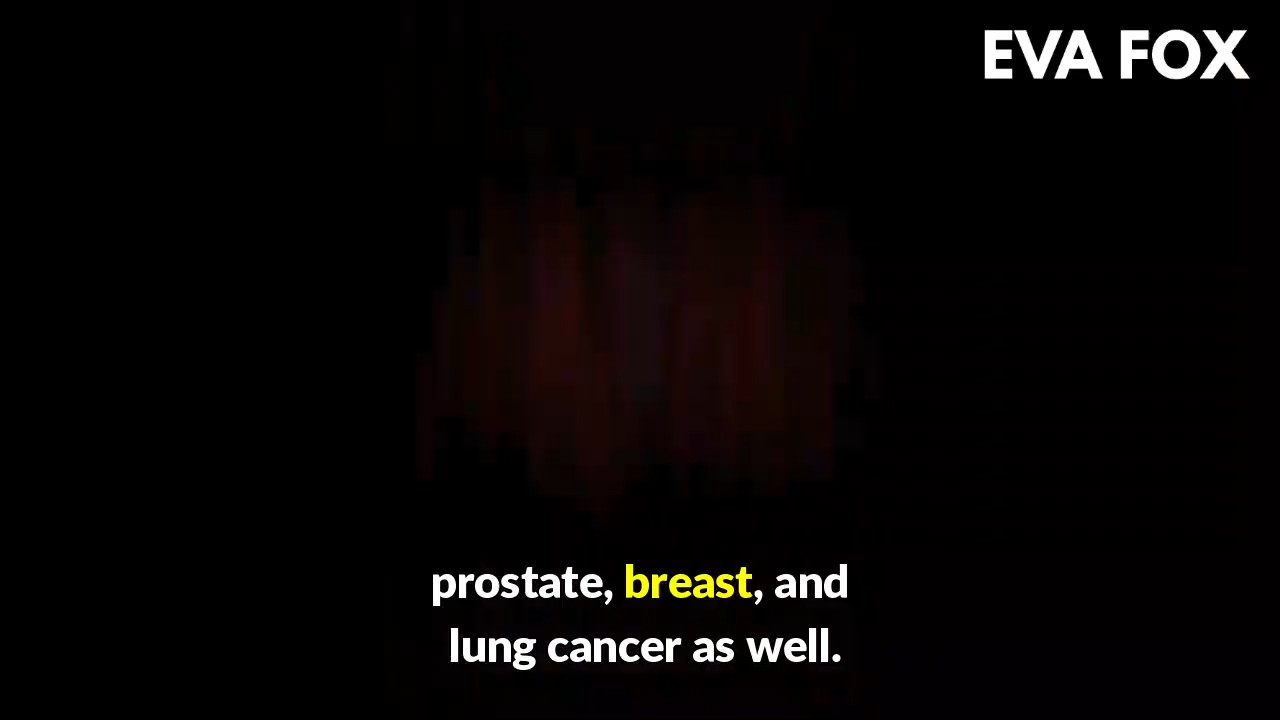 EVA FOX
prostate, breast, and
lung cancer as well.